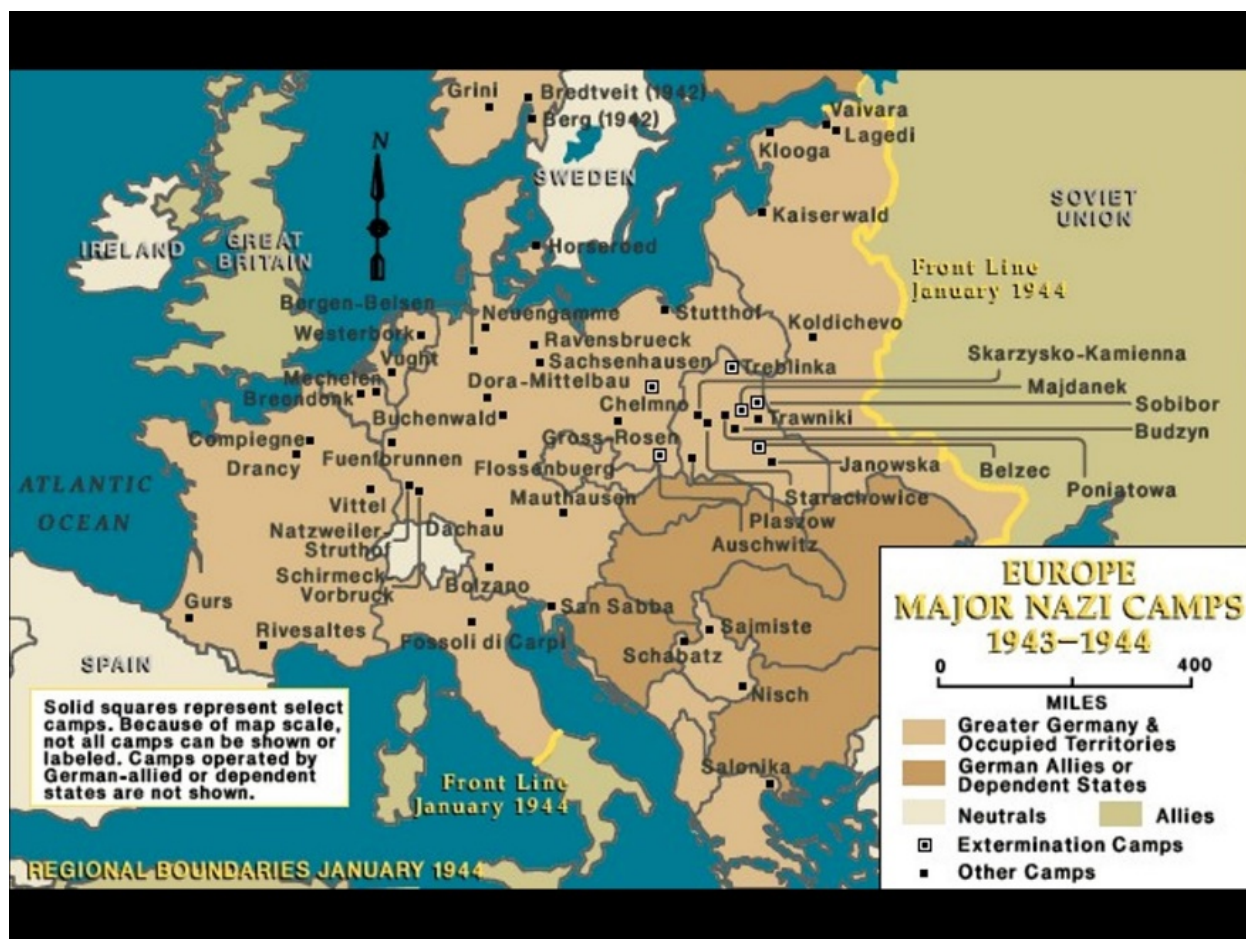 Grini
Bredtveit (1942)
Berg (1942)
Vaivara
Lagedi
Klooga
N
SWEDEN
SOVIET
UNION
Kaiserwald
IRELAND
GREAT
BRITAIN
Horseroed
Front Line
January 1944
Bergen-Belsen
Neuengamme
Stutthof
Koldichevo
Westerbork
Ravensbrueck
Vught
Sachsenhausen
Treblinka
Skarzysko-Kamienna
Mechelen
Dora-Mittelbau
Majdanek
Breendonk
Chelmno
Sobibor
Buchenwald
Trawniki
Budzyn
Compiegne
Gross-Rosen
Drancy
Fuenforunnen
Flossenbuerg
Janowska
Belzec
ATLANTIC
OCEAN
Vittel
Mauthausen
Starachowice
Poniatowa
Natzweiler-
Struthof
Dachau
Plaszow
Auschwitz
Schirmeck-
Vorbruck
Bolzano
Gurs
San Sabba
Rivesaltes
Fossoli di Carpi
Sajmiste
Schabatz
SPAIN
Nisch
Salonika
Front Line
January 1944
Solid squares represent select
camps. Because of map scale,
not all camps can be shown or
labeled. Camps operated by
German-allied or dependent
states are not shown.
REGIONAL BOUNDARIES JANUARY 1944
EUROPE
MAJOR NAZI CAMPS
1943–1944
0 400
MILES
Greater Germany &
Occupied Territories
German Allies or
Dependent States
Neutrals Allies
Extermination Camps
Other Camps